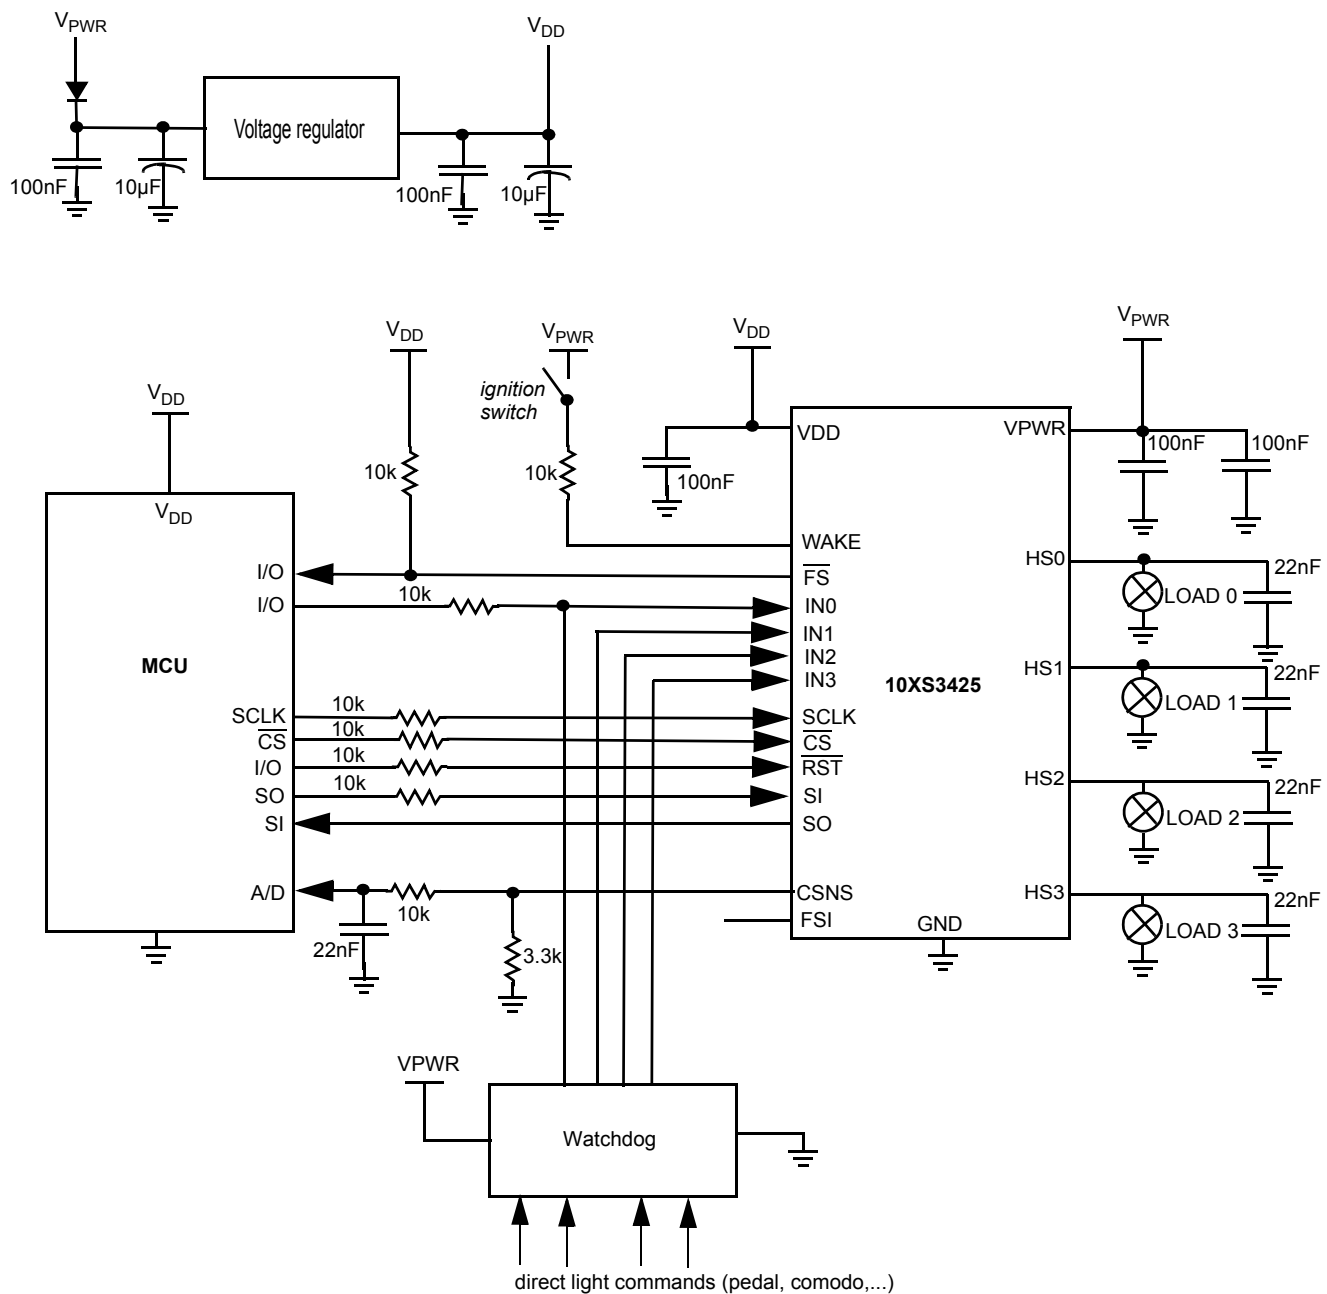 VPWR
VDD
Voltage regulator
100nF
10µF
100nF
10µF
VDD
VPWR
VDD
VPWR
ignition
switch
VDD
10k
10k
100nF
VDD
VPWR
100nF
100nF
VDD
WAKE
HS0
22nF
I/O
FS
10k
I/O
IN0
LOAD 0
IN1
MCU
IN2
10XS3425
HS1
22nF
IN3
LOAD 1
10k
SCLK
SCLK
10k
CS
CS
10k
I/O
RST
HS2
22nF
10k
SO
SI
LOAD 2
SI
SO
A/D
10k
CSNS
HS3
22nF
FSI
GND
LOAD 3
22nF
3.3k
VPWR
Watchdog
direct light commands (pedal, comodo,...)